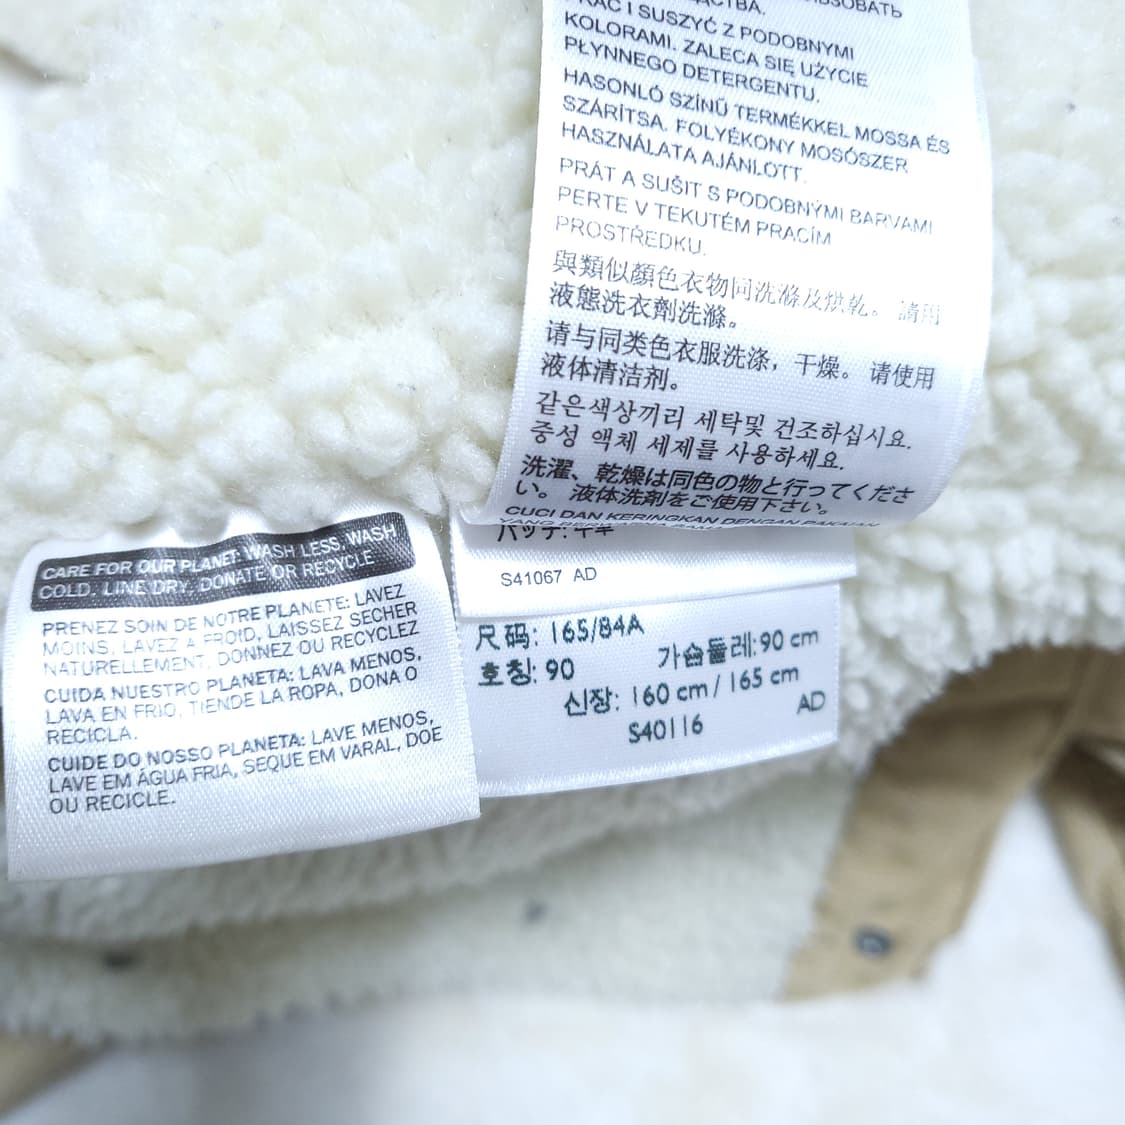 ЗОВАТЬ
ДСТВА.
PRAĆ I SUSZYĆ Z PODOBNYMI
KOLORAMI. ZALECA SIĘ UŻYCIE
PŁYNNEGO DETERGENTU.
HASONLÓ SZÍNŰ TERMÉKKEL MOSSA ÉS
SZÁRÍTSA. FOLYÉKONY MOSÓSZER
HASZNÁLATA AJÁNLOTT.
PRÁT A SUŠIT S PODOBNÝMI BARVAMI
PERTE V TEKUTÉM PRACÍM
PROSTŘEDKU.
與類似顏色衣物同洗滌及烘乾。 請用
液態洗衣劑洗滌。
请与同类色衣服洗涤，干燥。 请使用
液体清洁剂。
같은색상끼리 세탁및 건조하십시요.
중성 액체 세제를 사용하세요.
洗濯、乾燥は同色の物と行ってくださ
い。 液体洗剤をご使用下さい。
CUCI DAN KERINGKAN DENGAN PAKAIAN
S41067 AD
CARE FOR OUR PLANET: WASH LESS, WASH
COLD, LINE DRY, DONATE OR RECYCLE
PRENEZ SOIN DE NOTRE PLANETE: LAVEZ
MOINS, LAVEZ A FROID, LAISSEZ SECHER
NATURELLEMENT, DONNEZ OU RECYCLEZ
CUIDA NUESTRO PLANETA: LAVA MENOS,
LAVA EN FRIO, TIENDE LA ROPA, DONA O
RECICLA.
CUIDE DO NOSSO PLANETA: LAVE MENOS,
LAVE EM ÁGUA FRIA, SEQUE EM VARAL, DOE
OU RECICLE.
尺码: 165/84A
호칭: 90 가슴둘레: 90 cm
신장: 160 cm / 165 cm
S40116 AD